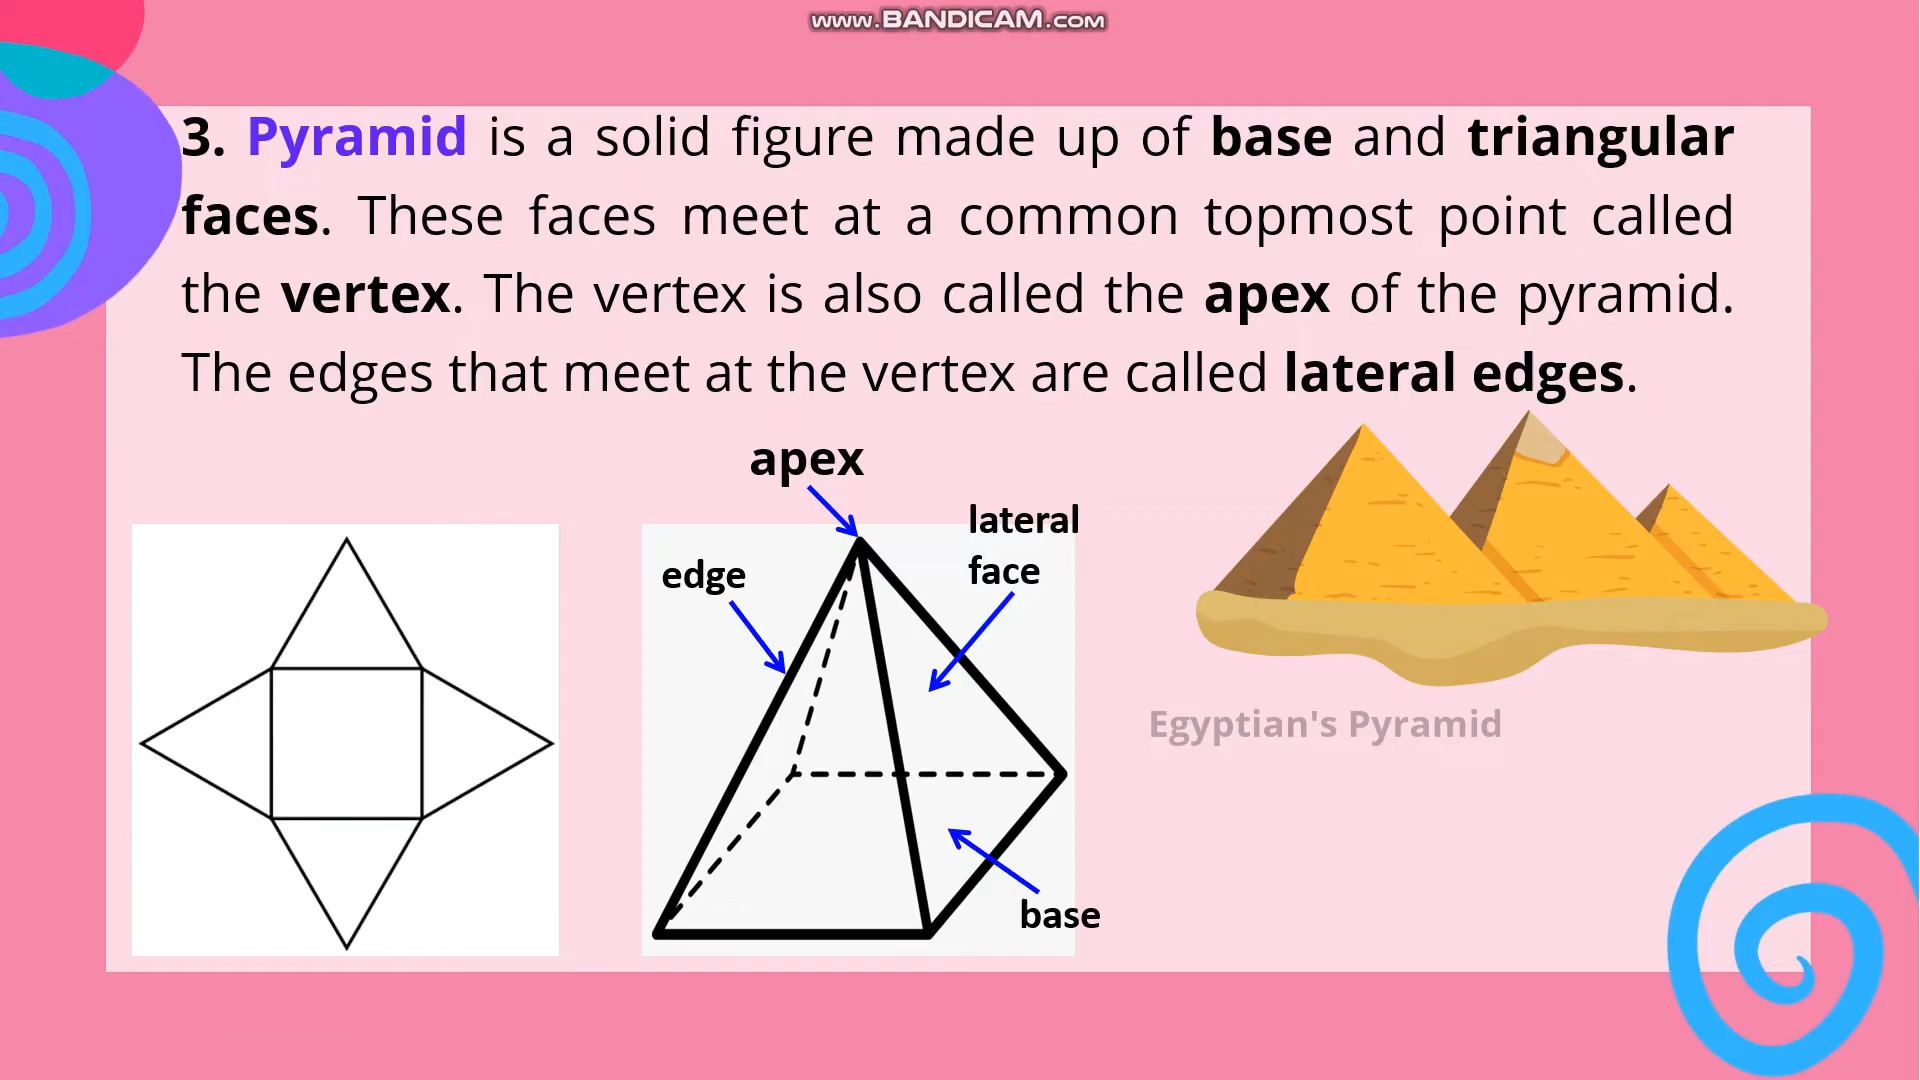 www.BANDICAM.com
3. Pyramid is a solid figure made up of base and triangular
faces. These faces meet at a common topmost point called
the vertex. The vertex is also called the apex of the pyramid.
The edges that meet at the vertex are called lateral edges.
apex
lateral
face
edge
Egyptian's Pyramid
base